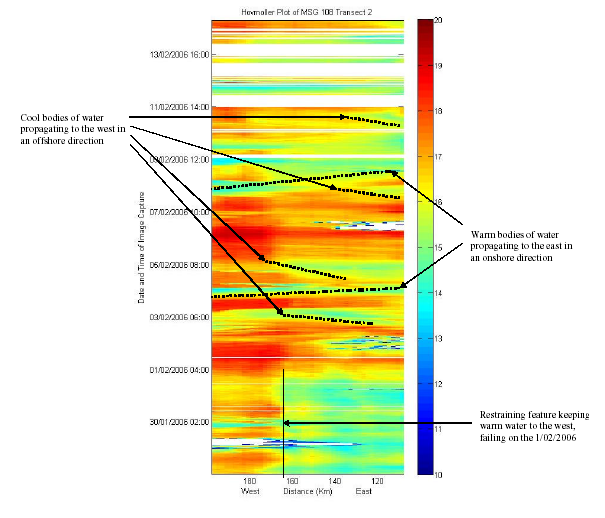 Hovmoller Plot of MSG 108 Transect 2
20
19
18
17
16
15
14
13
12
11
10
13/02/2006 16:00
11/02/2006 14:00
09/02/2006 12:00
07/02/2006 10:00
06/02/2006 08:00
03/02/2006 06:00
01/02/2006 04:00
30/01/2006 02:00
Date and Time of Image Capture
Cool bodies of water
propagating to the west in
an offshore direction
Warm bodies of water
propagating to the east in
an onshore direction
Restraining feature keeping
warm water to the west,
failing on the 1/02/2006
180 160 140 120
West Distance (Km) East